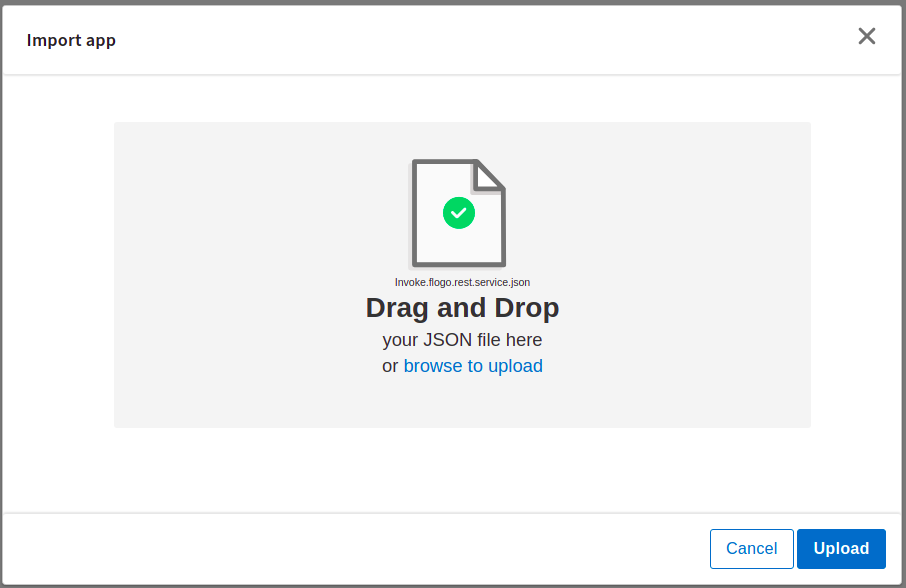 Import app
Invoke.flogo.rest.service.json
Drag and Drop
your JSON file here
or browse to upload
Cancel
Upload